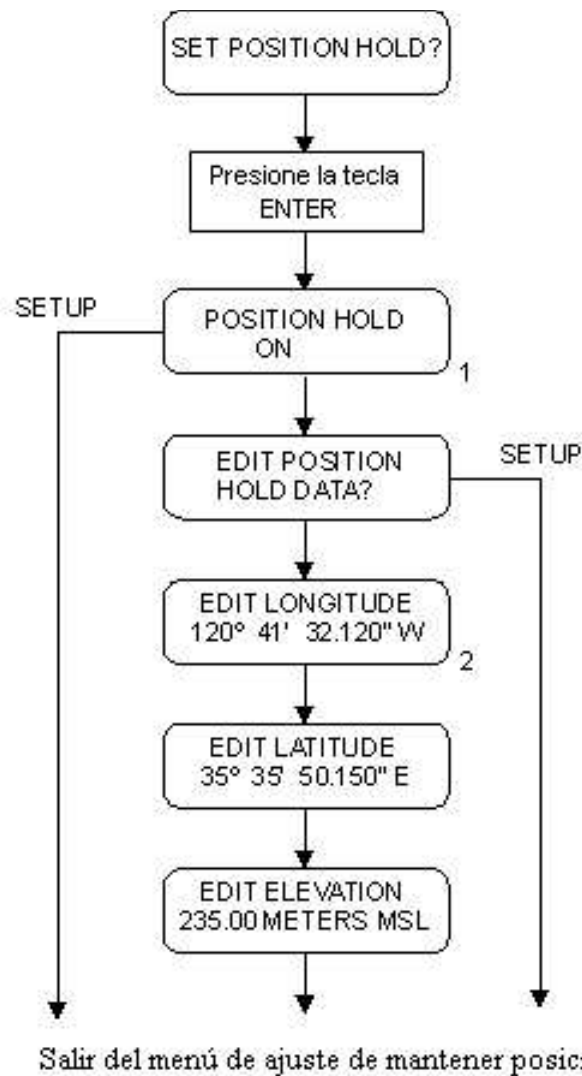 SET POSITION HOLD?
Presione la tecla
ENTER
SETUP
POSITION HOLD
ON
1
EDIT POSITION
HOLD DATA?
SETUP
EDIT LONGITUDE
120° 41' 32.120" W
2
EDIT LATITUDE
35° 35' 50.150" E
EDIT ELEVATION
235.00 METERS MSL
Salir del menú de ajuste de mantener posic